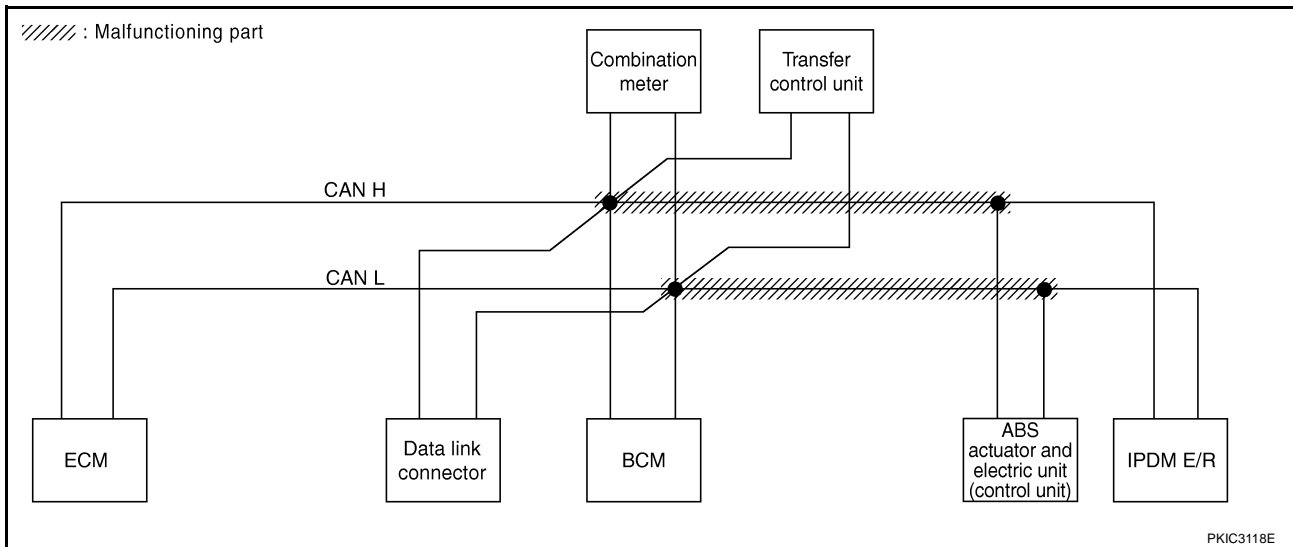 : Malfunctioning part
Combination
meter
Transfer
control unit
CAN H
CAN L
ECM
Data link
connector
BCM
ABS
actuator and
electric unit
(control unit)
IPDM E/R
PKIC3118E